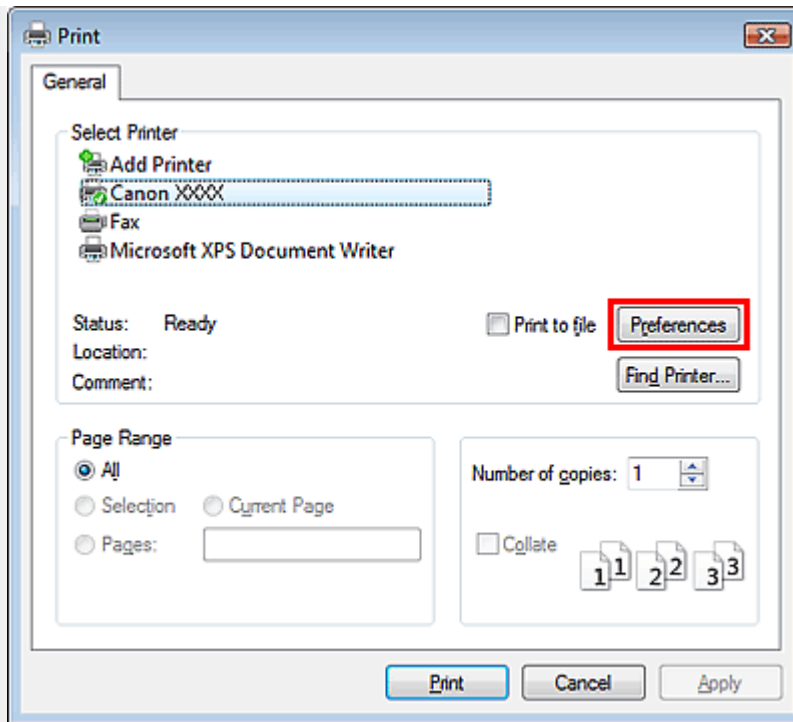 Print
General
Select Printer
Add Printer
Canon XXXX
Fax
Microsoft XPS Document Writer
Status: Ready
Print to file
Preferences
Location:
Comment:
Find Printer...
Page Range
All
Selection
Current Page
Pages:
Number of copies: 1
Collate
1 1 2 2 3 3
Print
Cancel
Apply